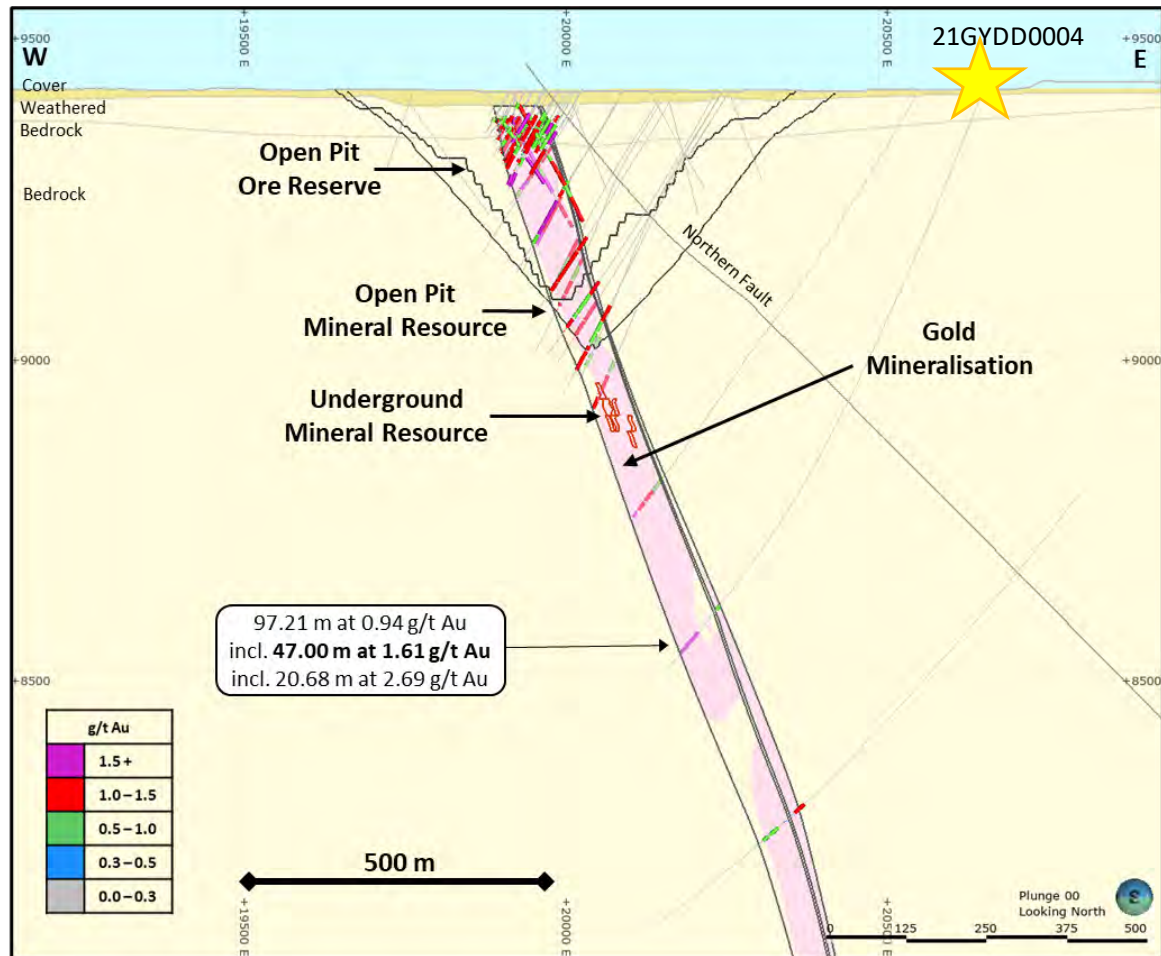 +19500 E
+20000 E
+20500 E
21GYDD0004
+9500
+9500
W
E
Cover
Weathered
Bedrock
Bedrock
Open Pit
Ore Reserve
Northern Fault
Open Pit
Mineral Resource
Gold
Mineralisation
+9000
+9000
Underground
Mineral Resource
97.21 m at 0.94 g/t Au
incl. 47.00 m at 1.61 g/t Au
incl. 20.68 m at 2.69 g/t Au
+8500
+8500
g/t Au
1.5 +
1.0 – 1.5
0.5 – 1.0
0.3 – 0.5
0.0 – 0.3
500 m
Plunge 00
Looking North
S
0 125 250 375 500
+19500 E
+20000 E
+20500 E